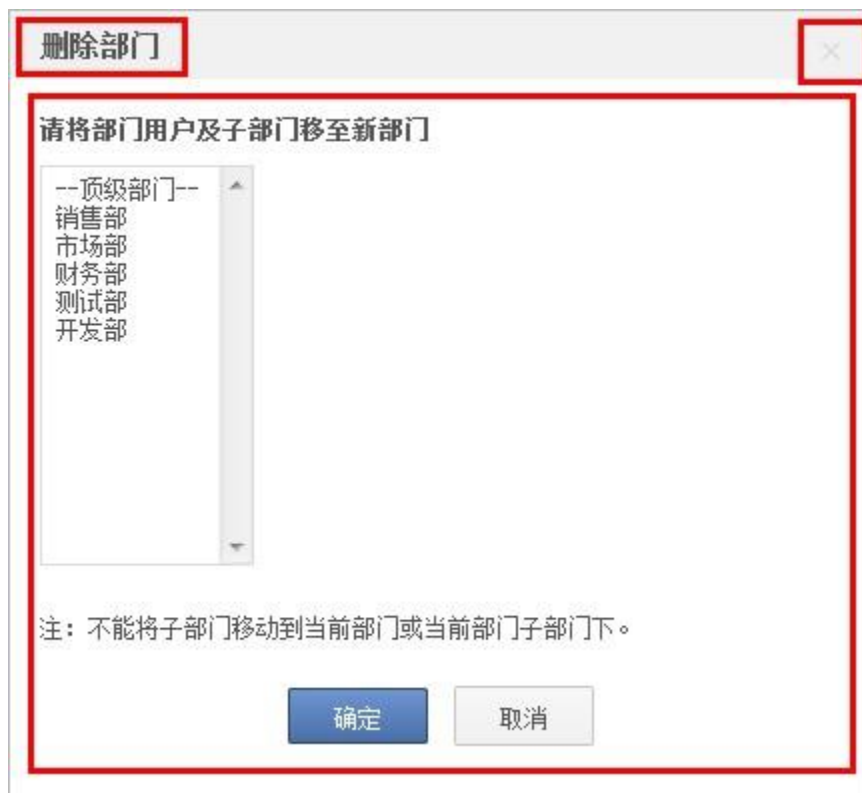 删除部门
×
请将部门用户及子部门移至新部门
--顶级部门--
销售部
市场部
财务部
测试部
开发部
注：不能将子部门移动到当前部门或当前部门子部门下。
确定 取消